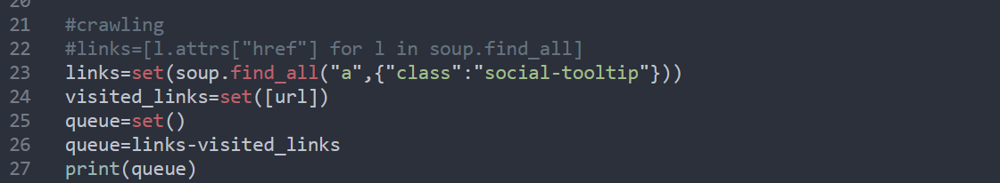 20
21 #crawling
22 #links=[l.attrs["href"] for l in soup.find_all]
23 links=set(soup.find_all("a",{"class":"social-tooltip"}))
24 visited_links=set([url])
25 queue=set()
26 queue=links-visited_links
27 print(queue)